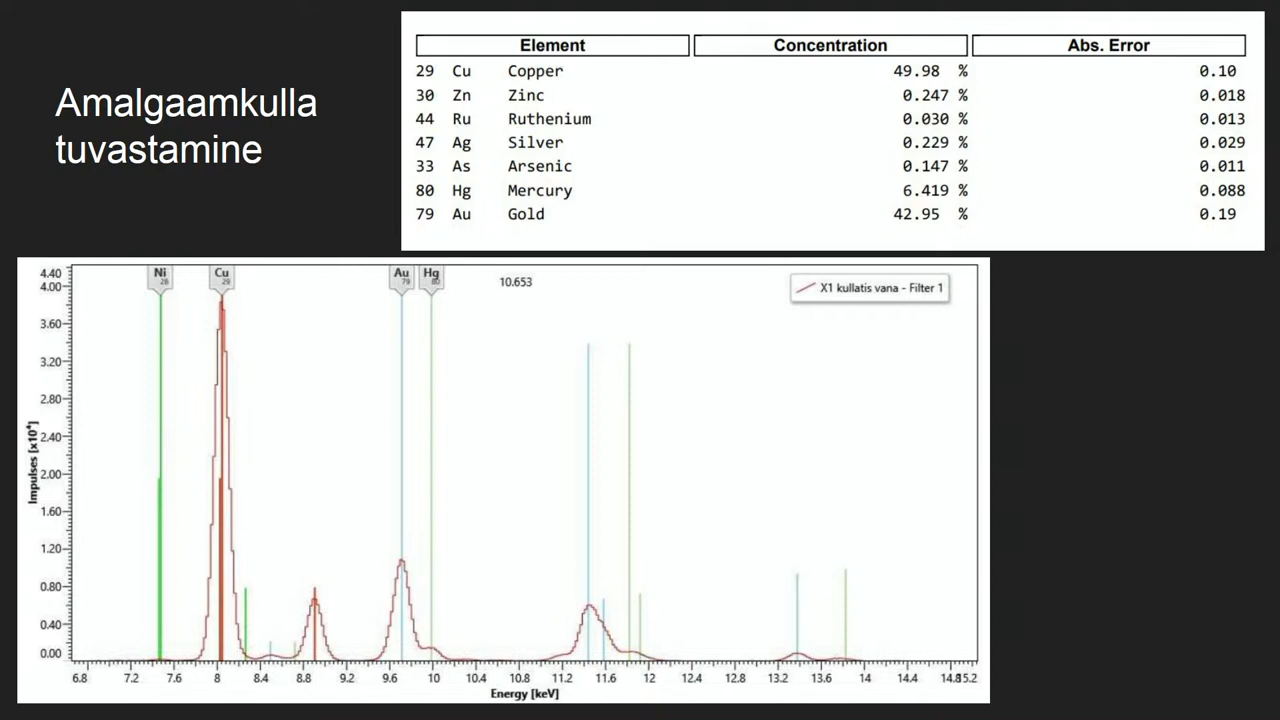 Amalgaamkulla
tuvastamine
Element Concentration Abs. Error
29 Cu Copper 49.98 % 0.10
30 Zn Zinc 0.247 % 0.018
44 Ru Ruthenium 0.030 % 0.013
47 Ag Silver 0.229 % 0.029
33 As Arsenic 0.147 % 0.011
80 Hg Mercury 6.419 % 0.088
79 Au Gold 42.95 % 0.19
Ni 28 Cu 29 Au 79 Hg 80 10.653
X1 kullatis vana - Filter 1
4.40
4.00
3.60
3.20
2.80
2.40
2.00
1.60
1.20
0.80
0.40
0.00
Impulses [x10⁴]
6.8 7.2 7.6 8 8.4 8.8 9.2 9.6 10 10.4 10.8 11.2 11.6 12 12.4 12.8 13.2 13.6 14 14.4 14.8 15.2
Energy [keV]